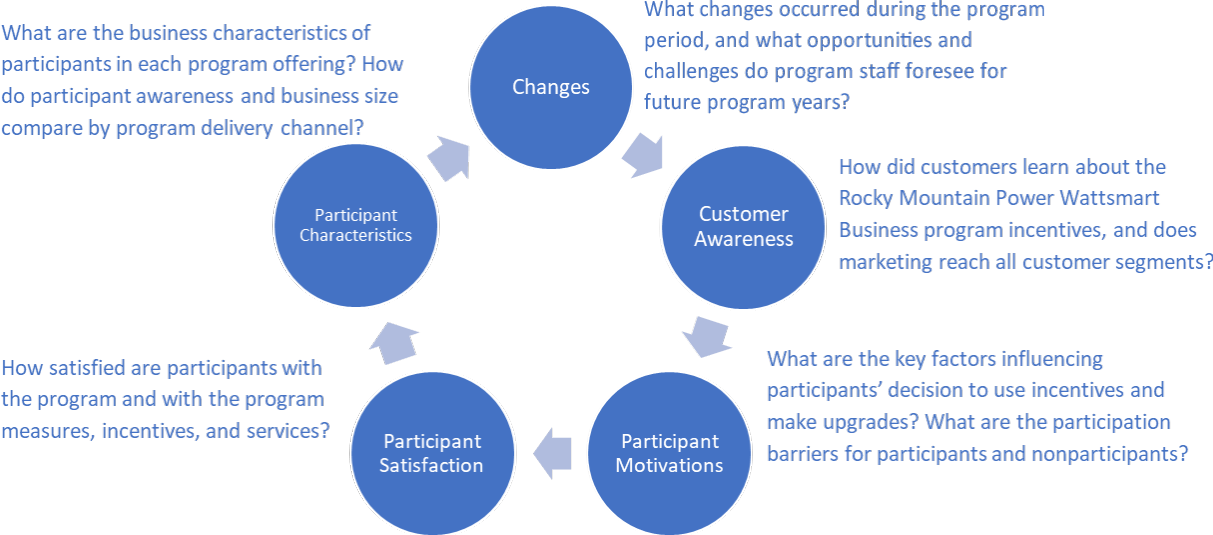 What changes occurred during the program
period, and what opportunities and
challenges do program staff foresee for
future program years?
Changes
What are the business characteristics of
participants in each program offering? How
do participant awareness and business size
compare by program delivery channel?
Participant
Characteristics
Customer
Awareness
How did customers learn about the
Rocky Mountain Power Wattsmart
Business program incentives, and does
marketing reach all customer segments?
What are the key factors influencing
participants’ decision to use incentives and
make upgrades? What are the participation
barriers for participants and nonparticipants?
Participant
Motivations
Participant
Satisfaction
How satisfied are participants with
the program and with the program
measures, incentives, and services?